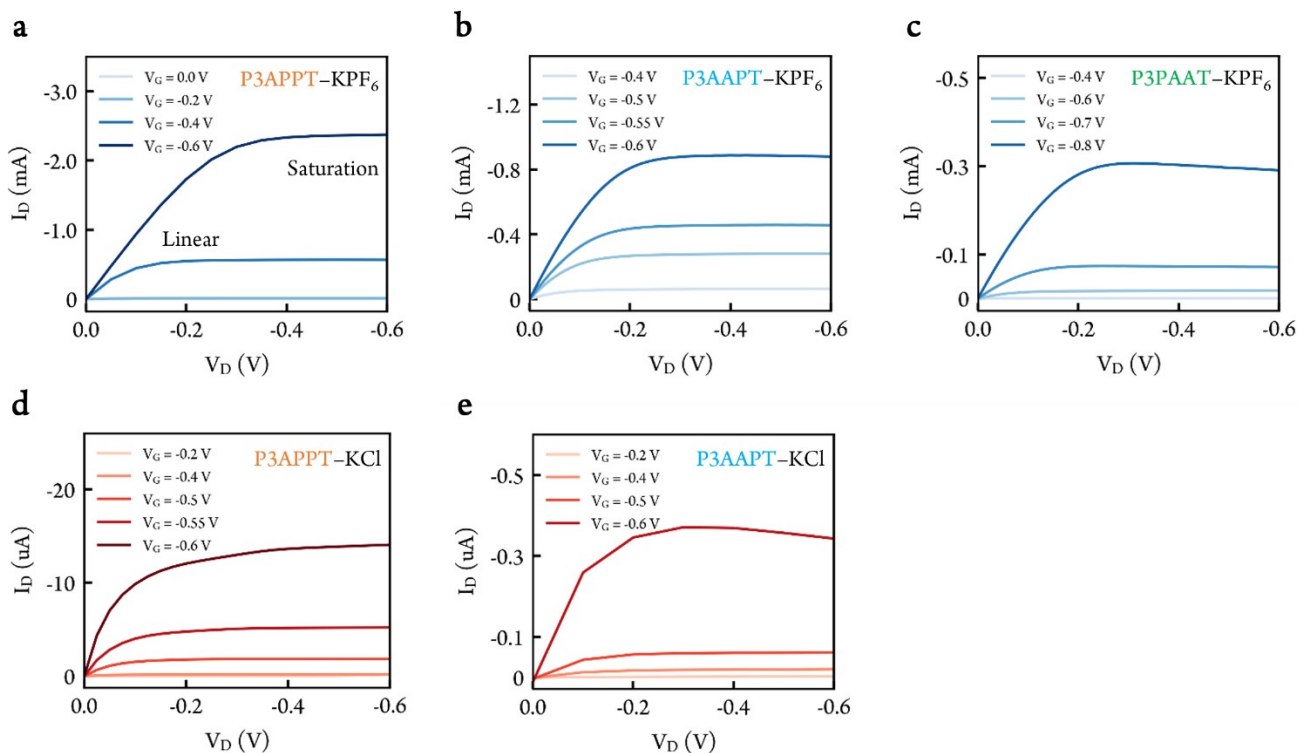 a
P3APPT–KPF₆
V_G = 0.0 V
V_G = -0.2 V
V_G = -0.4 V
V_G = -0.6 V
Saturation
Linear
I_D (mA)
-3.0
-2.0
-1.0
0
0.0
-0.2
-0.4
-0.6
V_D (V)
b
P3AAPT–KPF₆
V_G = -0.4 V
V_G = -0.5 V
V_G = -0.55 V
V_G = -0.6 V
I_D (mA)
-1.2
-0.8
-0.4
0
0.0
-0.2
-0.4
-0.6
V_D (V)
c
P3PAAT–KPF₆
V_G = -0.4 V
V_G = -0.6 V
V_G = -0.7 V
V_G = -0.8 V
I_D (mA)
-0.5
-0.3
-0.1
0
0.0
-0.2
-0.4
-0.6
V_D (V)
d
P3APPT–KCl
V_G = -0.2 V
V_G = -0.4 V
V_G = -0.5 V
V_G = -0.55 V
V_G = -0.6 V
I_D (uA)
-20
-10
0
0.0
-0.2
-0.4
-0.6
V_D (V)
e
P3AAPT–KCl
V_G = -0.2 V
V_G = -0.4 V
V_G = -0.5 V
V_G = -0.6 V
I_D (uA)
-0.5
-0.3
-0.1
0
0.0
-0.2
-0.4
-0.6
V_D (V)